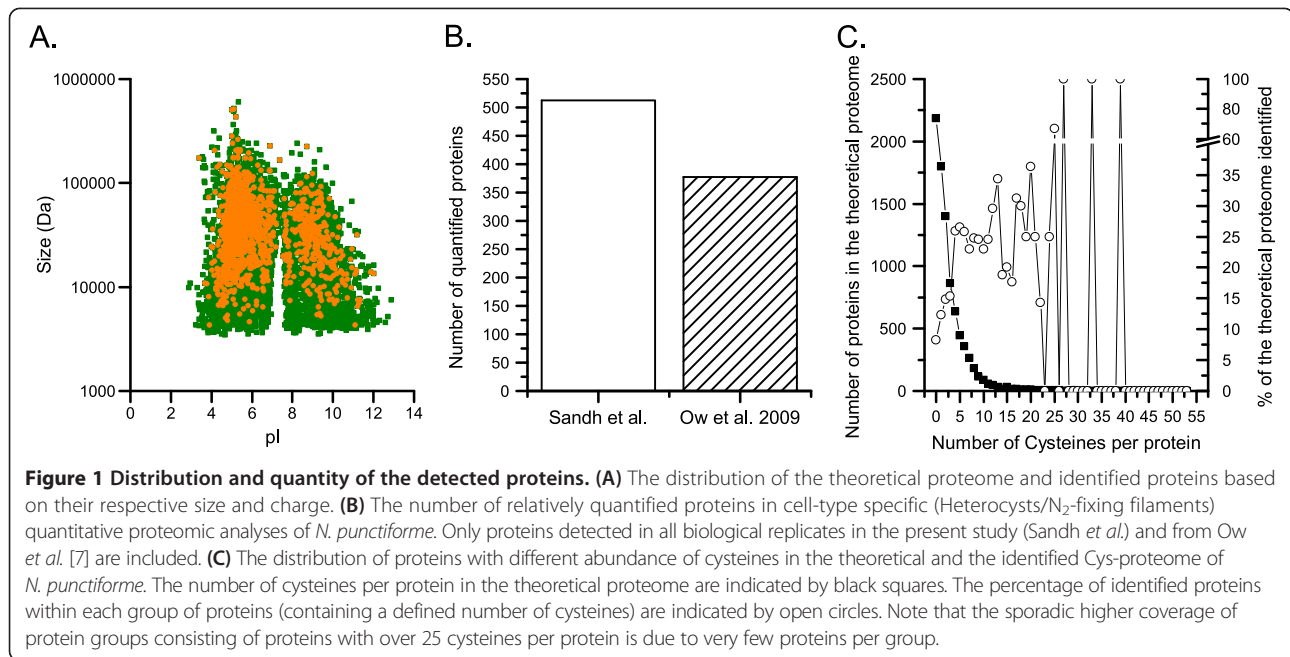 A.
1000000
100000
10000
1000
Size (Da)
0 2 4 6 8 10 12 14
pI
B.
550
500
450
400
350
300
250
200
150
100
50
0
Number of quantified proteins
Sandh et al. Ow et al. 2009
C.
2500
2000
1500
1000
500
0
Number of proteins in the theoretical proteome
100
80
60
35
30
25
20
15
10
5
0
% of the theoretical proteome identified
0 5 10 15 20 25 30 35 40 45 50 55
Number of Cysteines per protein
Figure 1 Distribution and quantity of the detected proteins. (A) The distribution of the theoretical proteome and identified proteins based
on their respective size and charge. (B) The number of relatively quantified proteins in cell-type specific (Heterocysts/N₂-fixing filaments)
quantitative proteomic analyses of N. punctiforme. Only proteins detected in all biological replicates in the present study (Sandh et al.) and from Ow
et al. [7] are included. (C) The distribution of proteins with different abundance of cysteines in the theoretical and the identified Cys-proteome of
N. punctiforme. The number of cysteines per protein in the theoretical proteome are indicated by black squares. The percentage of identified proteins
within each group of proteins (containing a defined number of cysteines) are indicated by open circles. Note that the sporadic higher coverage of
protein groups consisting of proteins with over 25 cysteines per protein is due to very few proteins per group.